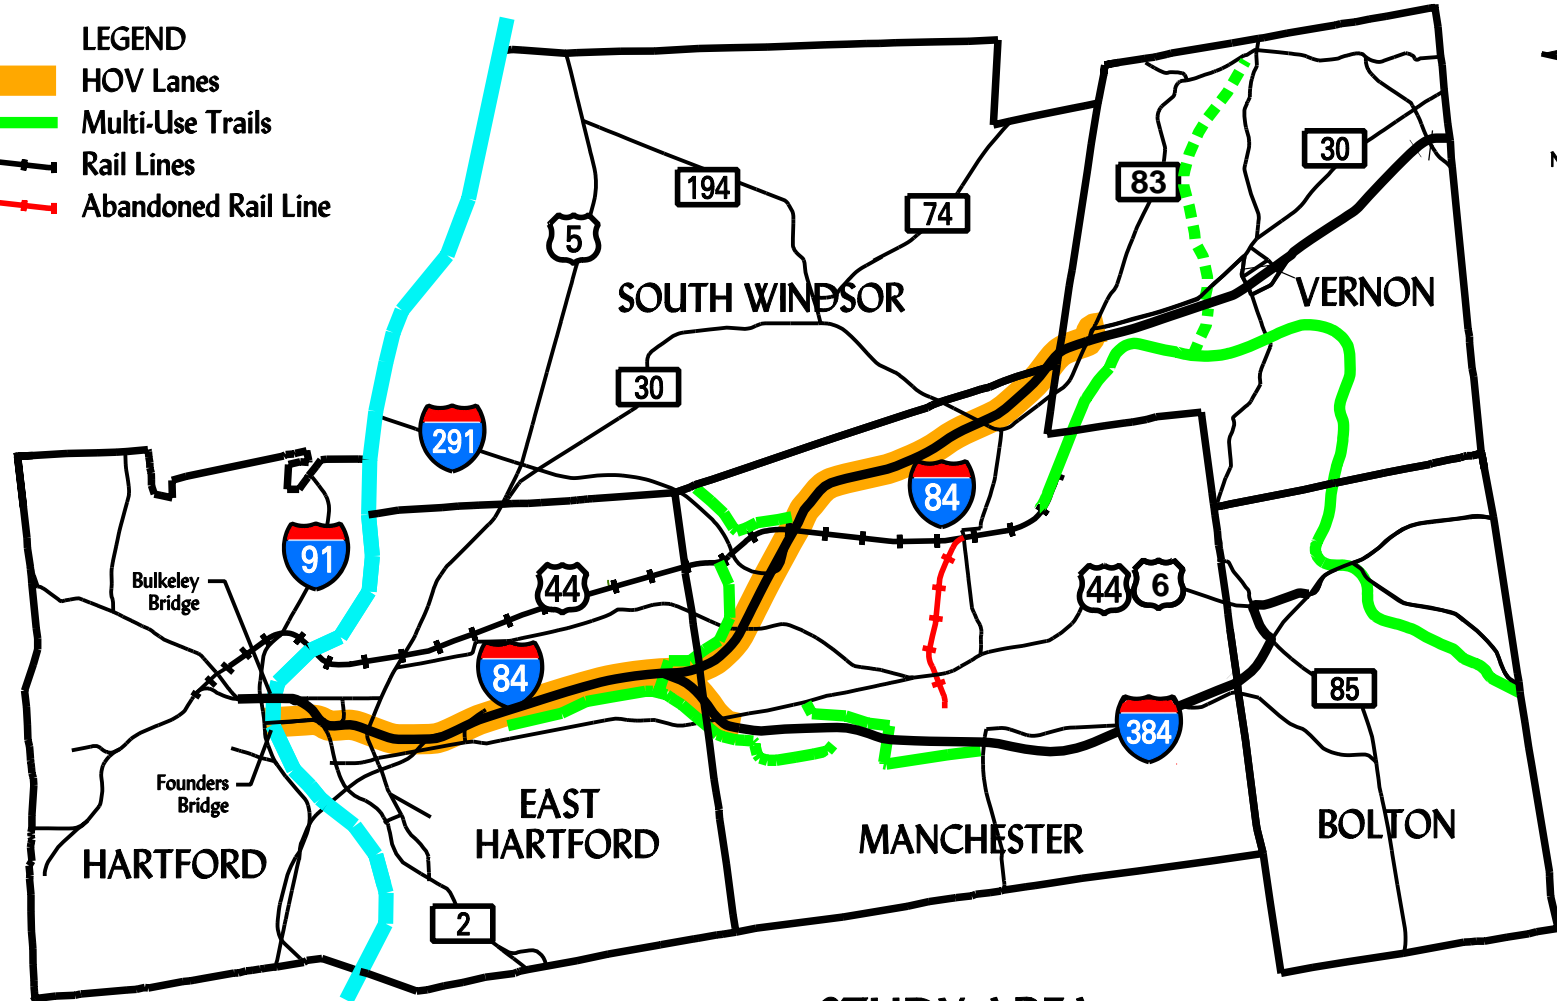 LEGEND
HOV Lanes
Multi-Use Trails
Rail Lines
Abandoned Rail Line
194
83
30
74
5
SOUTH WINDSOR
VERNON
30
291
84
91
Bulkeley
Bridge
44
44
6
84
85
384
Founders
Bridge
EAST
HARTFORD
MANCHESTER
BOLTON
HARTFORD
2
STUDY AREA